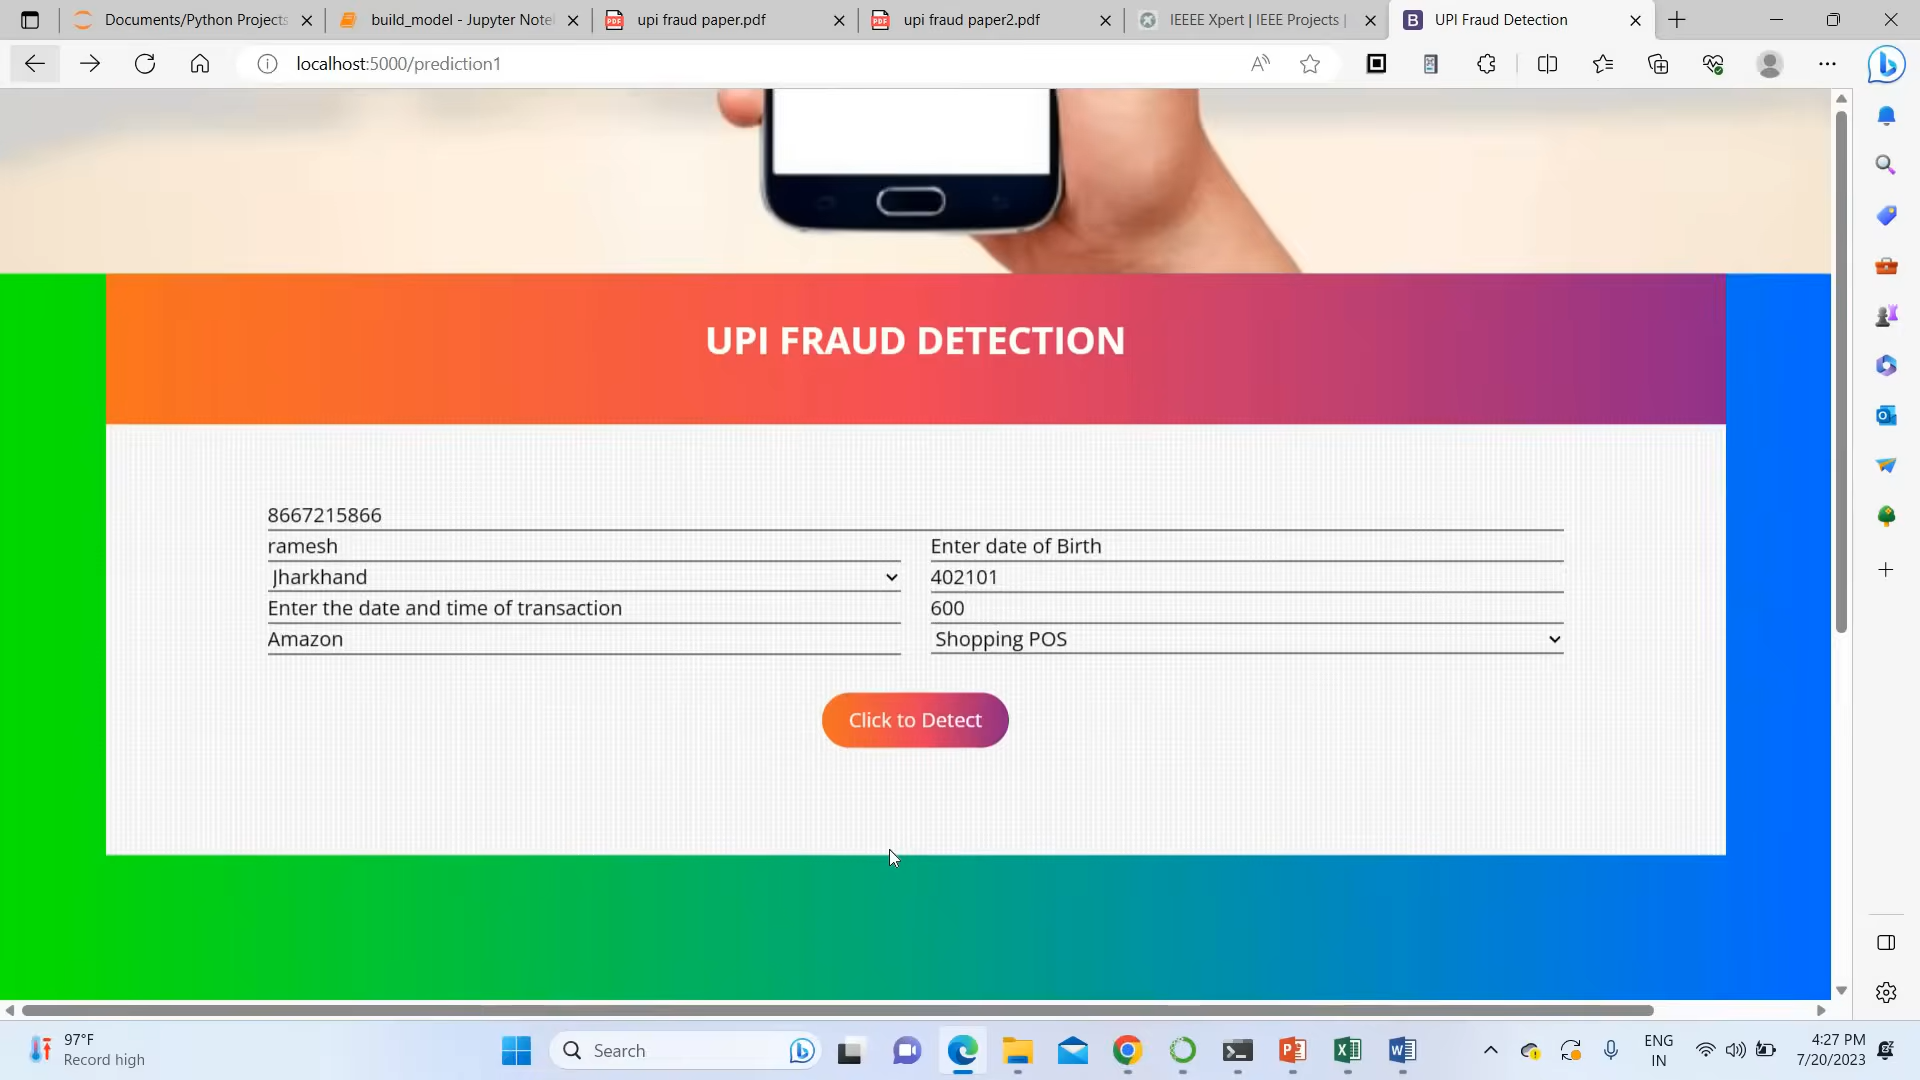 Documents/Python Projects
build_model - Jupyter Note
upi fraud paper.pdf
upi fraud paper2.pdf
IEEEE Xpert | IEEE Projects |
UPI Fraud Detection
localhost:5000/prediction1
UPI FRAUD DETECTION
8667215866
ramesh
Enter date of Birth
Jharkhand
402101
Enter the date and time of transaction
600
Amazon
Shopping POS
Click to Detect
97°F
Record high
Search
ENG
IN
4:27 PM
7/20/2023